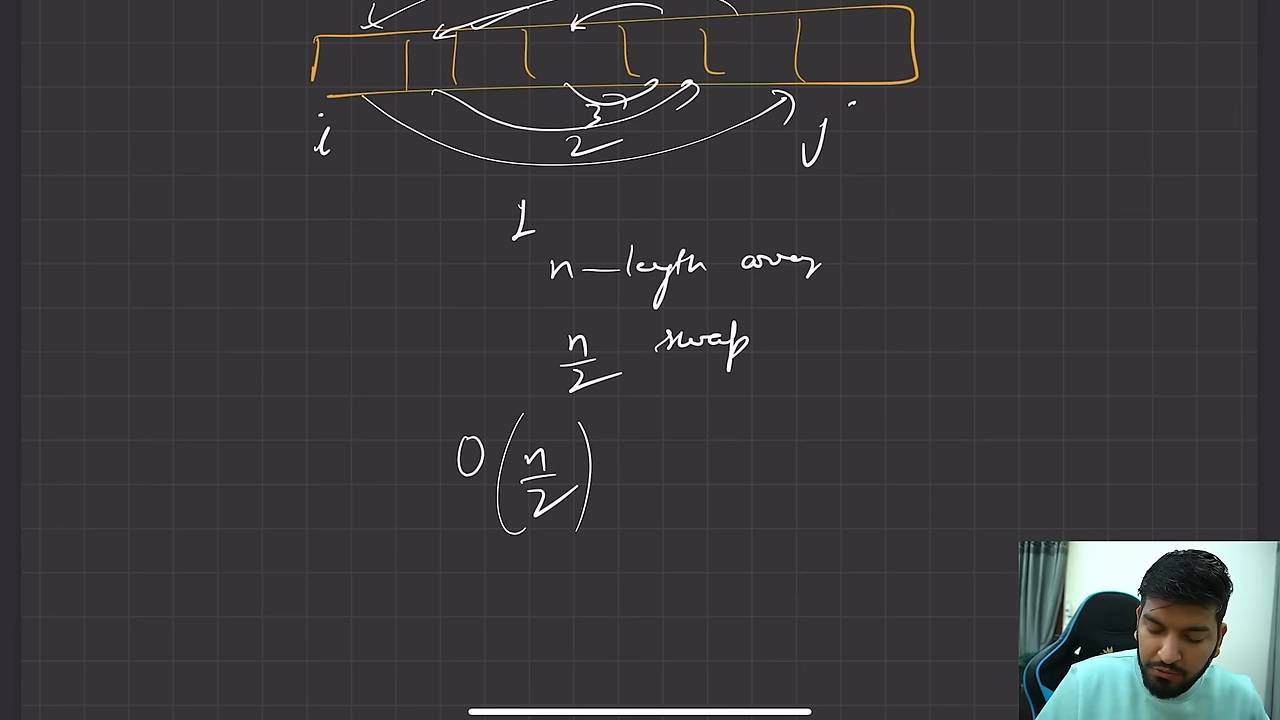 3
i 2 j
1
n — length array
n/2 swap
O(n/2)